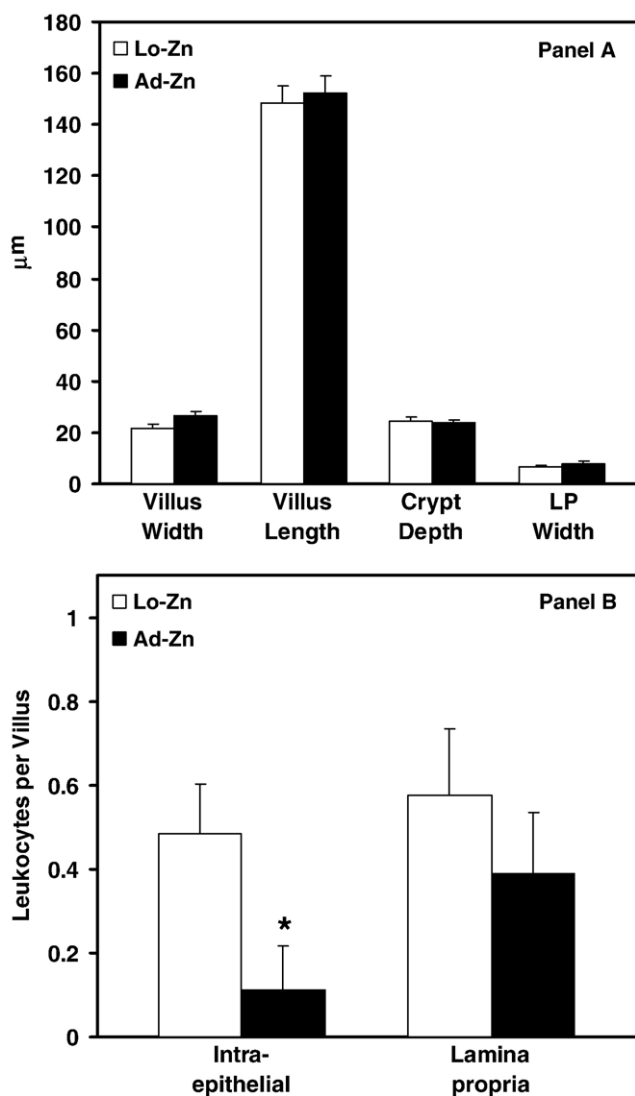 180
160
140
120
100
80
60
40
20
0
μm
Lo-Zn
Ad-Zn
Panel A
Villus Width
Villus Length
Crypt Depth
LP Width
1
0.8
0.6
0.4
0.2
0
Leukocytes per Villus
Lo-Zn
Ad-Zn
Panel B
*
Intra-
epithelial
Lamina
propria